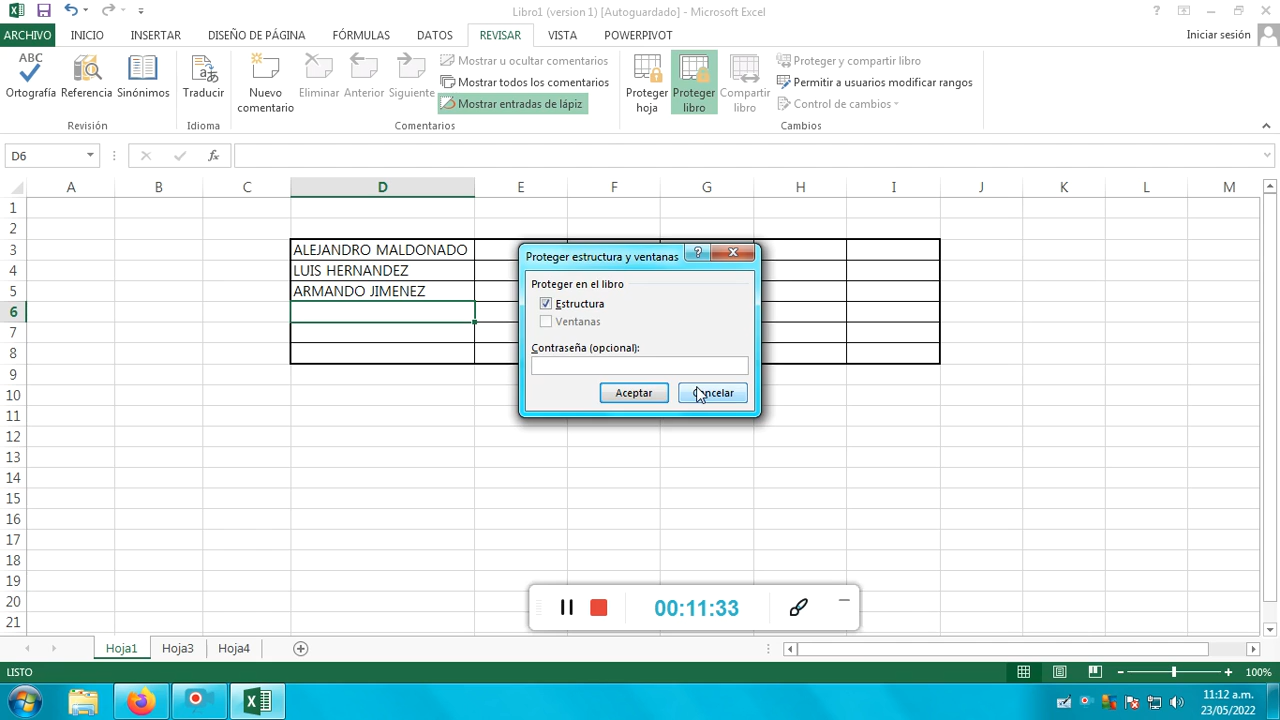 Libro1 (version 1) [Autoguardado] - Microsoft Excel
ARCHIVO INICIO INSERTAR DISEÑO DE PÁGINA FÓRMULAS DATOS REVISAR VISTA POWERPIVOT Iniciar sesión
ABC
Ortografía Referencia Sinónimos Traducir Nuevo comentario Eliminar Anterior Siguiente
Mostrar u ocultar comentarios
Mostrar todos los comentarios
Mostrar entradas de lápiz
Proteger hoja Proteger libro Compartir libro
Proteger y compartir libro
Permitir a usuarios modificar rangos
Control de cambios
Revisión Idioma Comentarios Cambios
D6 fx
A B C D E F G H I J K L M
1
2
3 ALEJANDRO MALDONADO
4 LUIS HERNANDEZ
5 ARMANDO JIMENEZ
6
7
8
9
10
11
12
13
14
15
16
17
18
19
20
21
Proteger estructura y ventanas
Proteger en el libro
Estructura
Ventanas
Contraseña (opcional):
Aceptar Cancelar
00:11:33
Hoja1 Hoja3 Hoja4
LISTO 100%
11:12 a.m.
23/05/2022